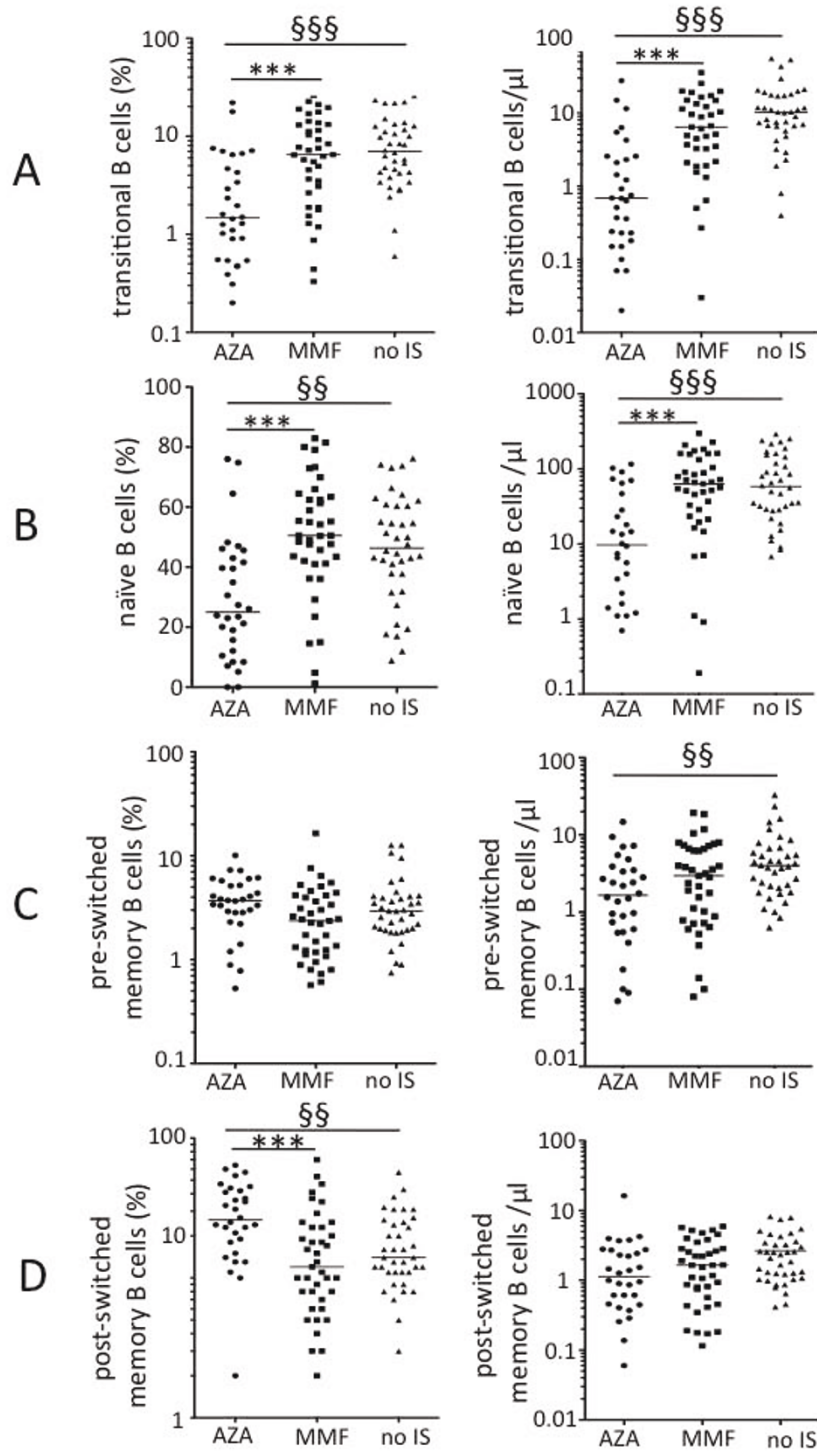 A
transitional B cells (%)
§§§
***
100
10
1
0.1
AZA MMF no IS
transitional B cells/µl
§§§
***
100
10
1
0.1
0.01
AZA MMF no IS
B
naïve B cells (%)
§§
***
100
80
60
40
20
0
AZA MMF no IS
naïve B cells /µl
§§§
***
1000
100
10
1
0.1
AZA MMF no IS
C
pre-switched
memory B cells (%)
100
10
1
0.1
AZA MMF no IS
pre-switched
memory B cells /µl
§§
100
10
1
0.1
0.01
AZA MMF no IS
D
post-switched
memory B cells (%)
§§
***
100
10
1
AZA MMF no IS
post-switched
memory B cells/µl
100
10
1
0.1
0.01
AZA MMF no IS